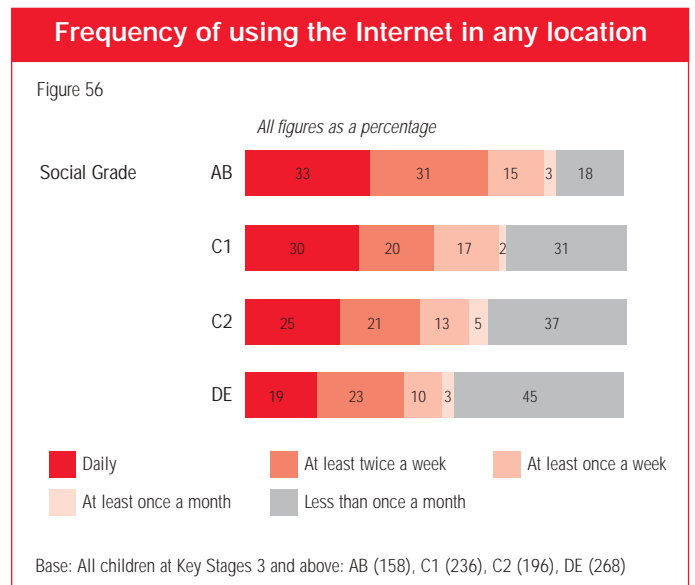 Frequency of using the Internet in any location
Figure 56
All figures as a percentage
Social Grade AB 33 31 15 3 18
C1 30 20 17 2 31
C2 25 21 13 5 37
DE 19 23 10 3 45
Daily At least twice a week At least once a week
At least once a month Less than once a month
Base: All children at Key Stages 3 and above: AB (158), C1 (236), C2 (196), DE (268)